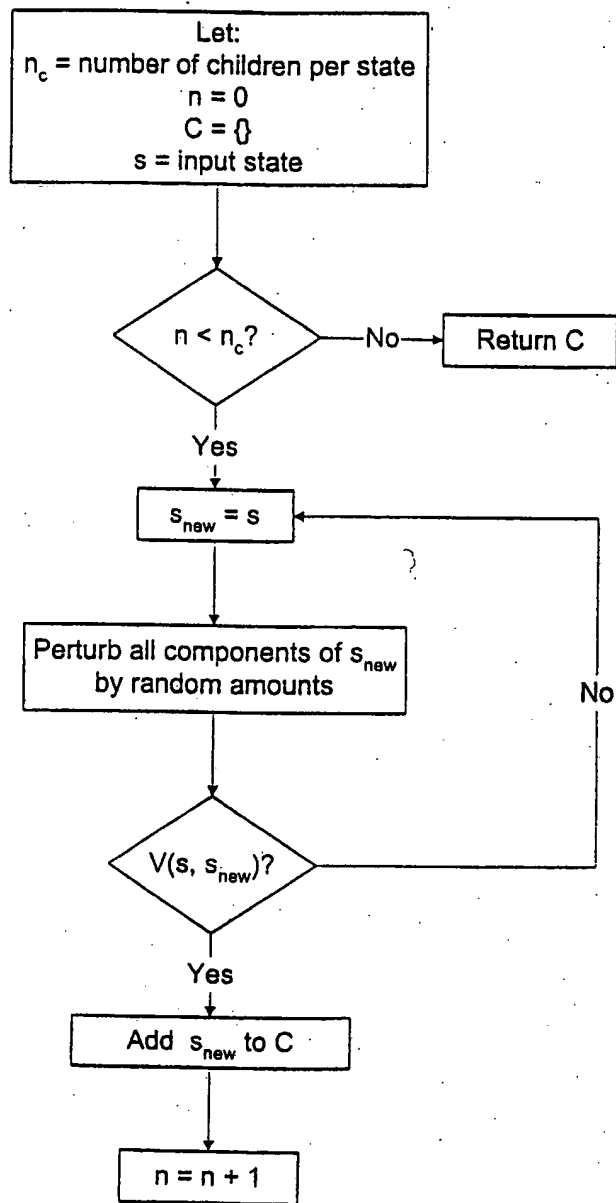 Let:
n_c = number of children per state
n = 0
C = {}
s = input state
n < n_c?
No
Return C
Yes
s_new = s
Perturb all components of s_new
by random amounts
No
V(s, s_new)?
Yes
Add s_new to C
n = n + 1